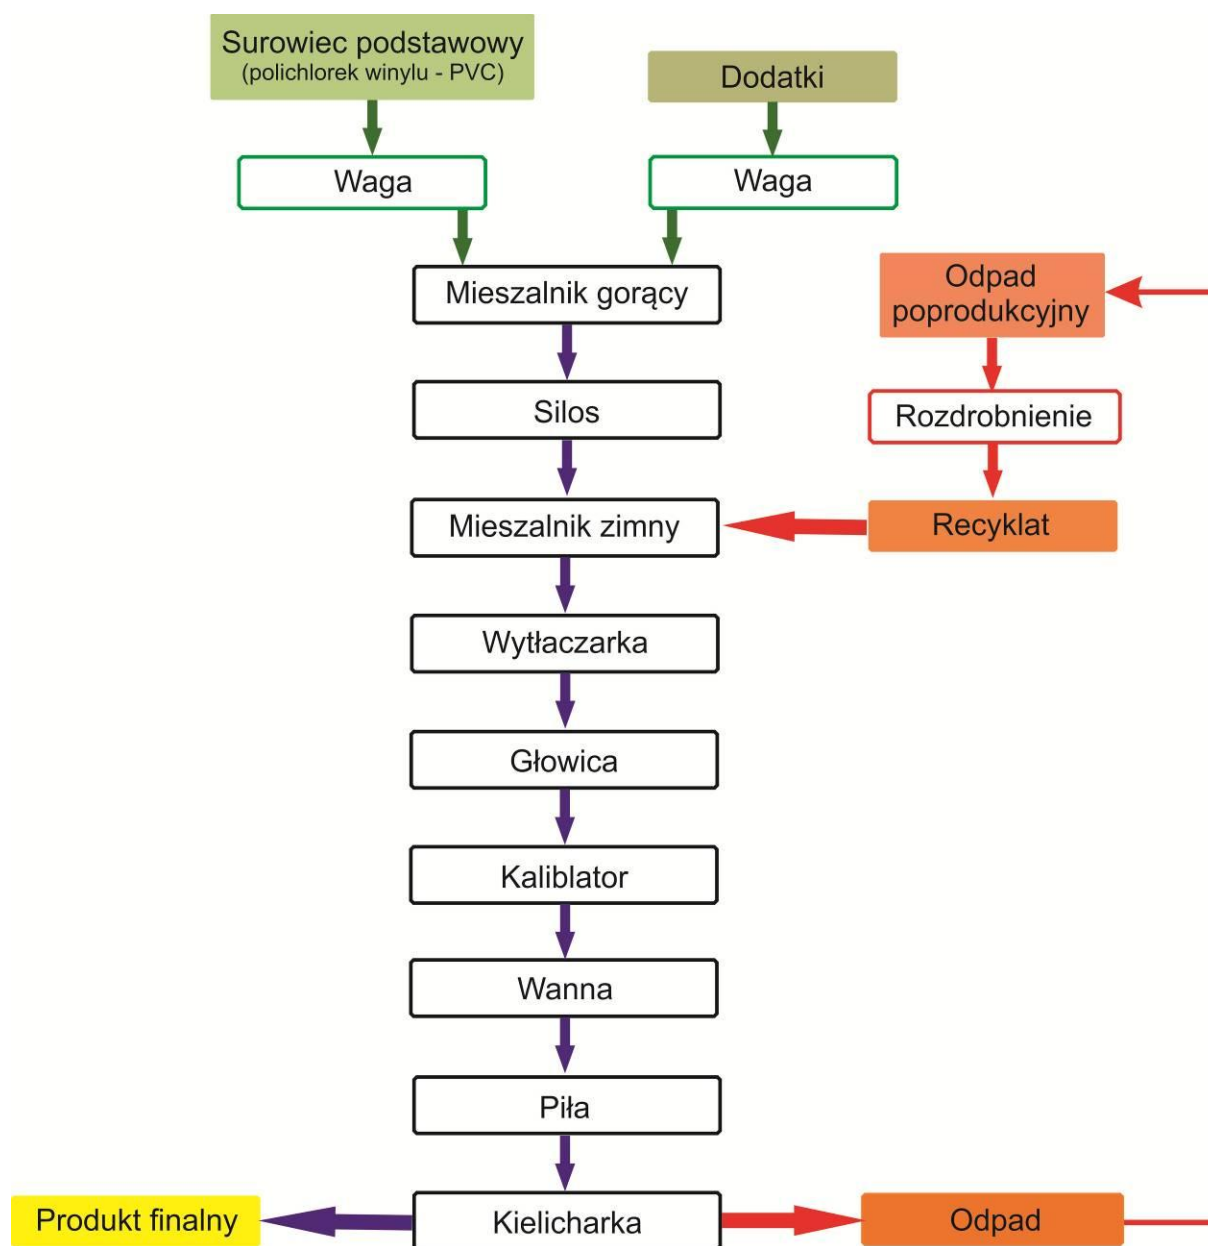 Surowiec podstawowy
(polichlorek winylu - PVC)
Dodatki
Waga
Waga
Mieszalnik gorący
Odpad
poprodukcyjny
Silos
Rozdrobnienie
Mieszalnik zimny
Recyklat
Wytłaczarka
Głowica
Kaliblator
Wanna
Piła
Produkt finalny
Kielicharka
Odpad